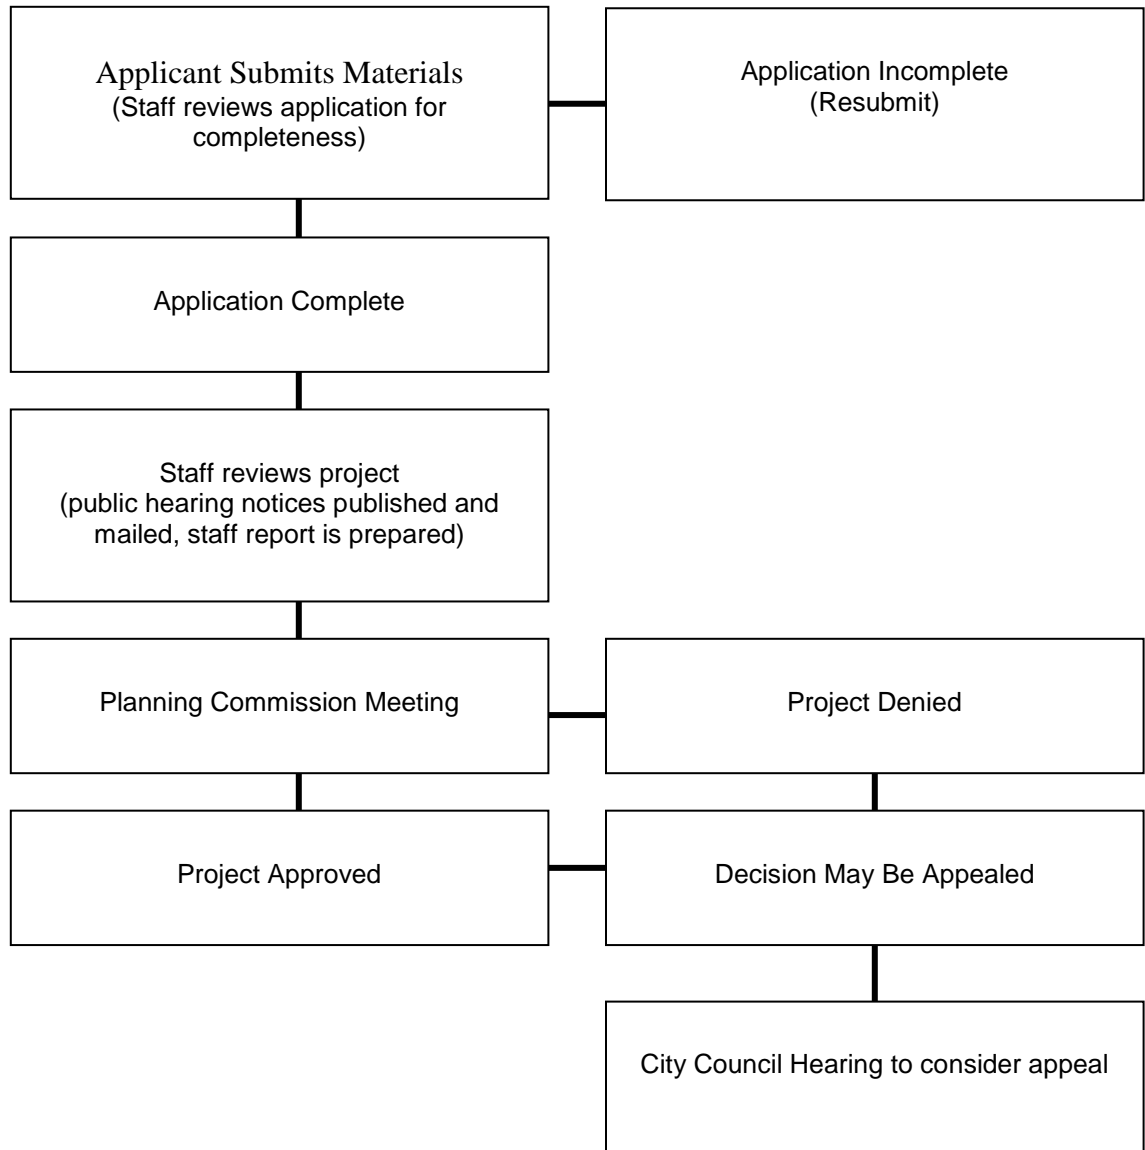 Applicant Submits Materials
(Staff reviews application for
completeness)
Application Incomplete
(Resubmit)
Application Complete
Staff reviews project
(public hearing notices published and
mailed, staff report is prepared)
Planning Commission Meeting
Project Denied
Project Approved
Decision May Be Appealed
City Council Hearing to consider appeal